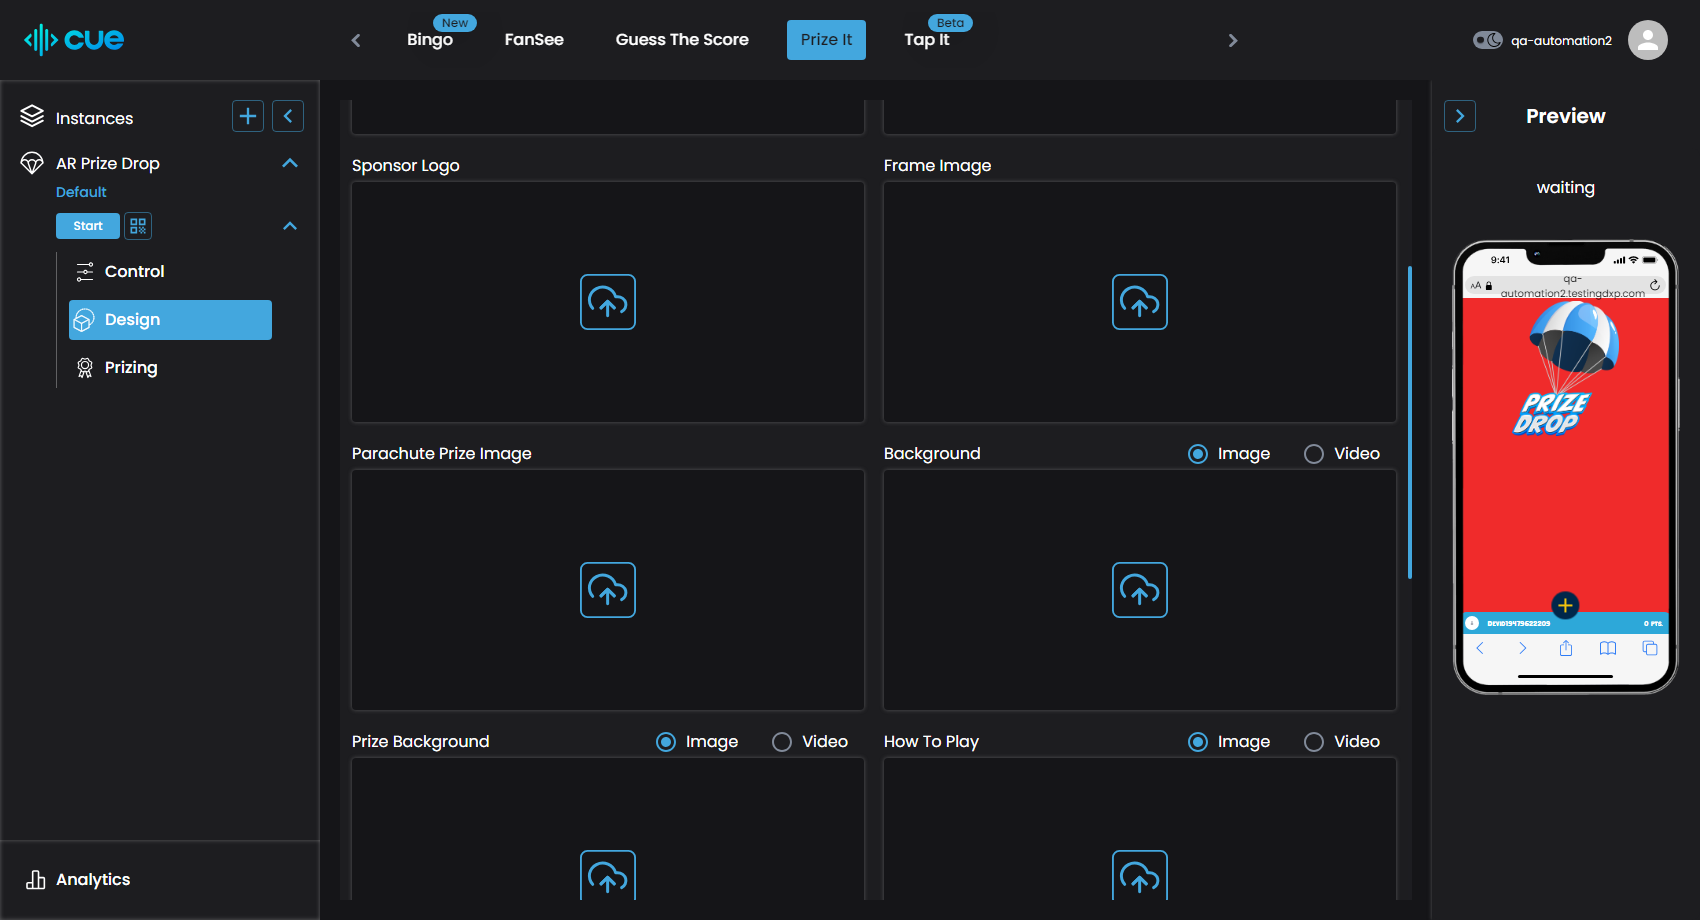 cue
Bingo
New
FanSee
Guess The Score
Prize It
Tap It
Beta
qa-automation2
Instances
AR Prize Drop
Default
Start
Control
Design
Prizing
Analytics
Sponsor Logo
Frame Image
Parachute Prize Image
Background
Image
Video
Prize Background
Image
Video
How To Play
Image
Video
Preview
waiting
9:41
AA
qa-
automation2.testingdxp.com
PRIZE
DROP
0 PTS.